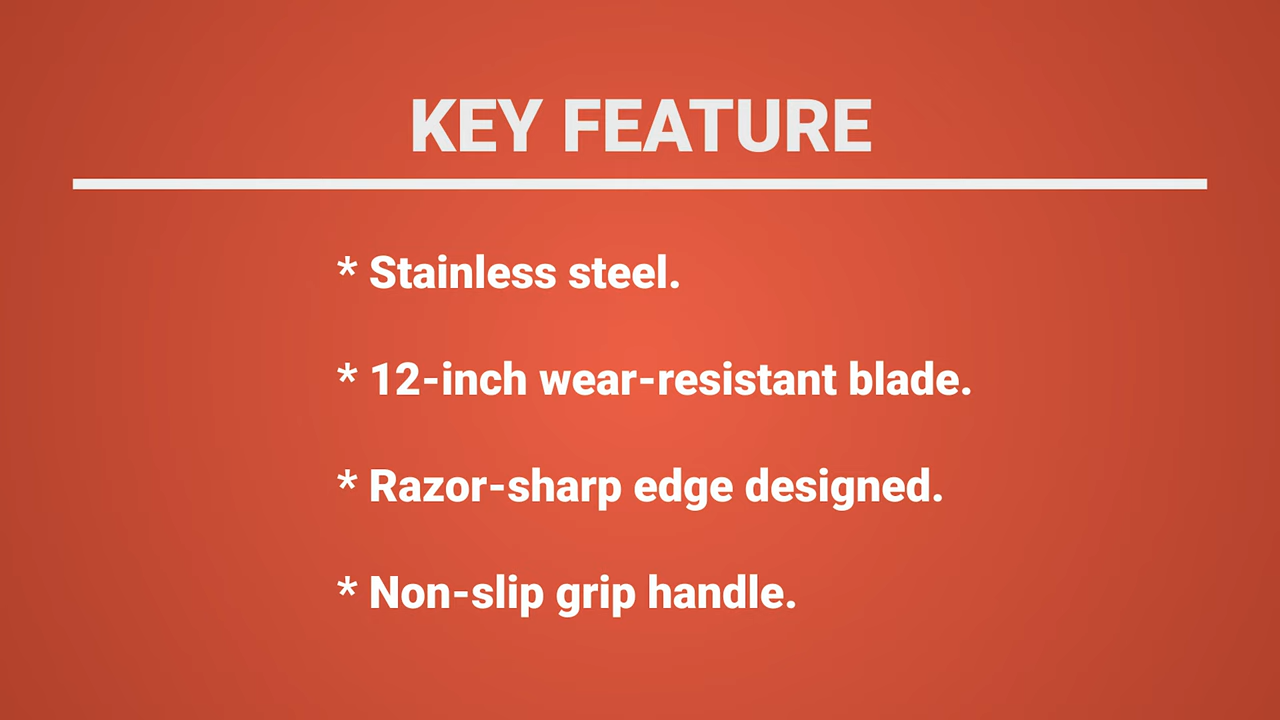 KEY FEATURE
* Stainless steel.
* 12-inch wear-resistant blade.
* Razor-sharp edge designed.
* Non-slip grip handle.